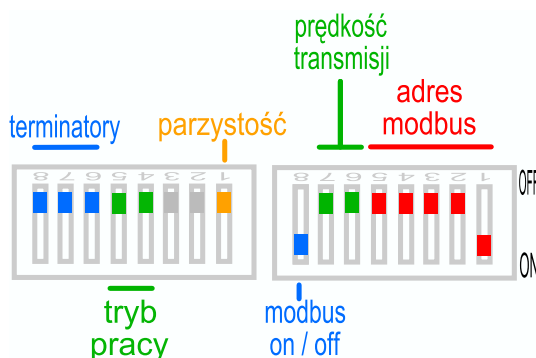 prędkość
transmisji
adres
modbus
terminatory
parzystość
8 7 6 5 4 3 2 1
8 7 6 5 4 3 2 1
OFF
ON
tryb
pracy
modbus
on / off